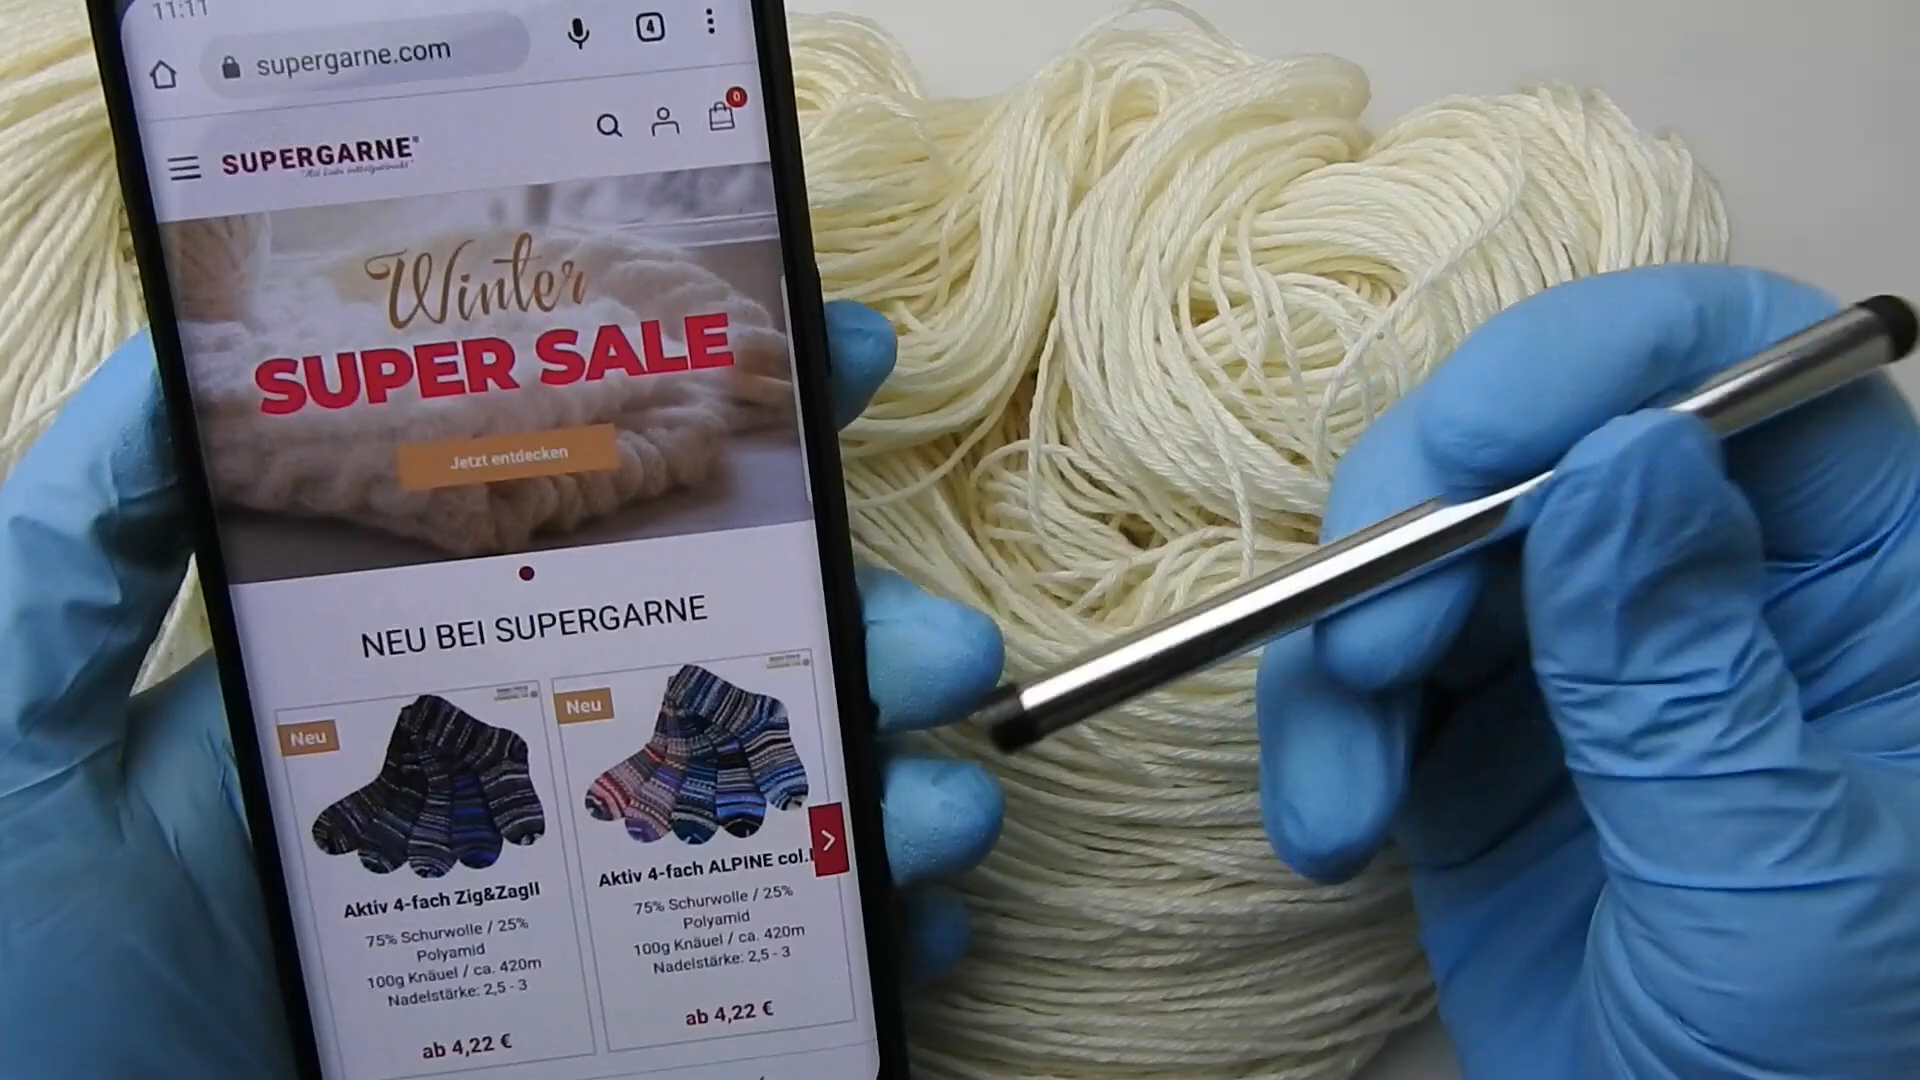 11:11
supergarne.com
4
0
SUPERGARNE®
Winter
SUPER SALE
Jetzt entdecken
NEU BEI SUPERGARNE
Neu
Aktiv 4-fach Zig&ZagII
75% Schurwolle / 25%
Polyamid
100g Knäuel / ca. 420m
Nadelstärke: 2,5 - 3
ab 4,22 €
Neu
Aktiv 4-fach ALPINE col.
75% Schurwolle / 25%
Polyamid
100g Knäuel / ca. 420m
Nadelstärke: 2,5 - 3
ab 4,22 €